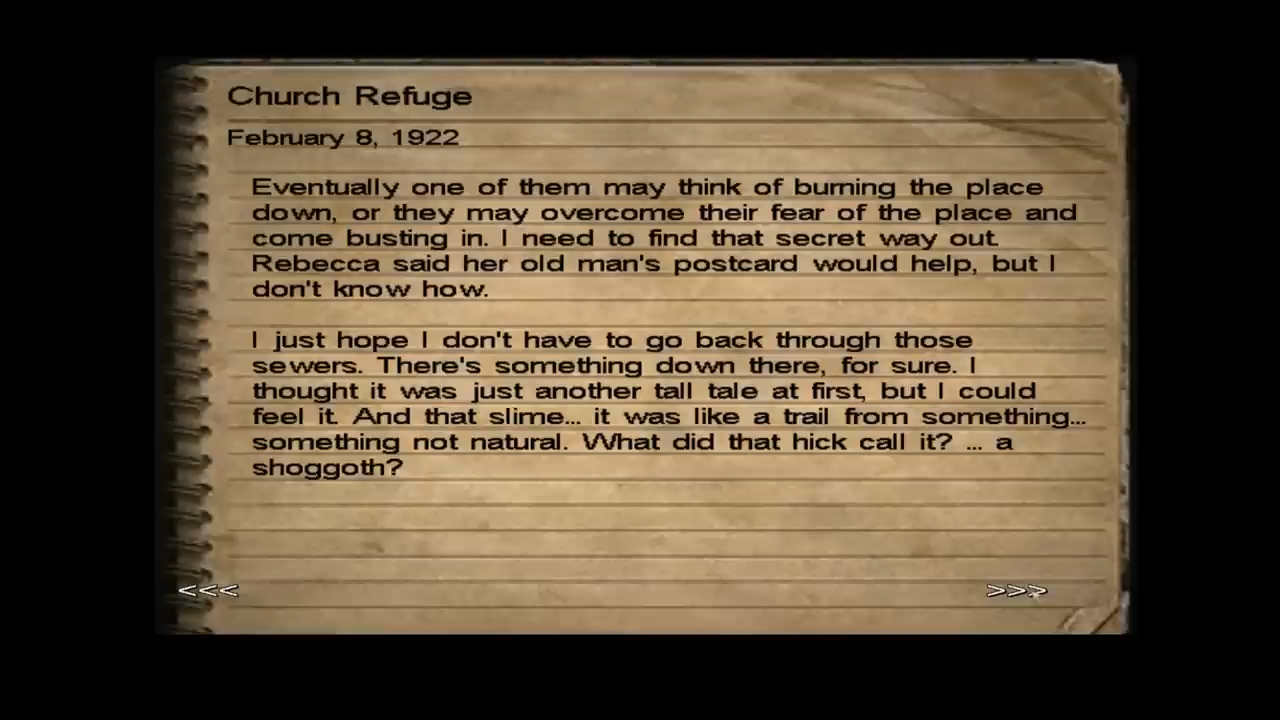 Church Refuge
February 8, 1922
Eventually one of them may think of burning the place
down, or they may overcome their fear of the place and
come busting in. I need to find that secret way out.
Rebecca said her old man's postcard would help, but I
don't know how.
I just hope I don't have to go back through those
sewers. There's something down there, for sure. I
thought it was just another tall tale at first, but I could
feel it. And that slime... it was like a trail from something...
something not natural. What did that hick call it? ... a
shoggoth?
<<< >>>